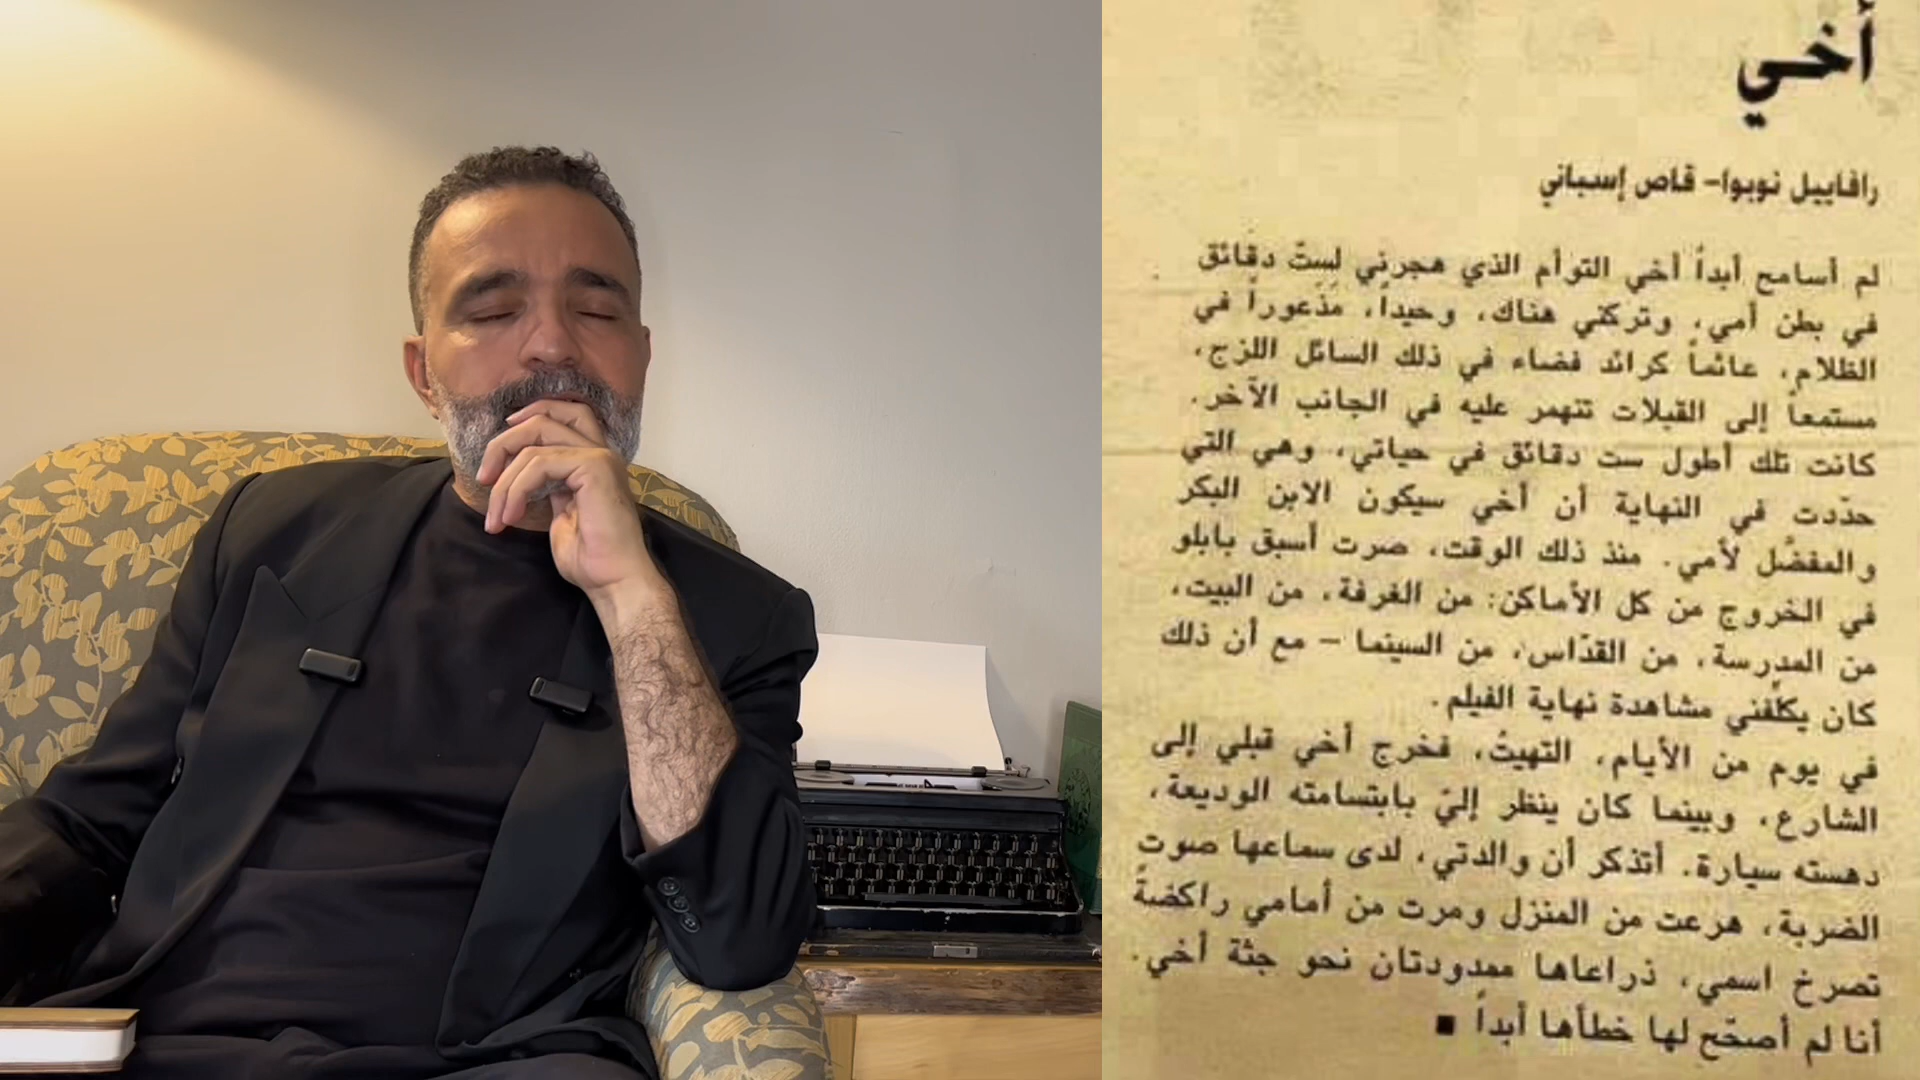 أخي
رافاييل نوبوا- قاص إسباني
لم أسامح أبداً أخي التوأم الذي هجرني لستّ دقائق
في بطن أمي، وتركني هناك، وحيداً، مَذعوراً في
الظلام، عائماً كرائد فضاء في ذلك السائل اللزج،
مستمعاً إلى القبلات تنهمر عليه في الجانب الآخر.
كانت تلك أطول ست دقائق في حياتي، وهي التي
حدّدت في النهاية أن أخي سيكون الابن البكر
والمفضّل لأمي. منذ ذلك الوقت، صرت أسبق بابلو
في الخروج من كل الأماكن: من الغرفة، من البيت،
من المدرسة، من القدّاس، من السينما – مع أن ذلك
كان يكلّفني مشاهدة نهاية الفيلم.
في يوم من الأيام، التهيتُ، فخرج أخي قبلي إلى
الشارع، وبينما كان ينظر إليّ بابتسامته الوديعة،
دهسته سيارة. أتذكر أن والدتي، لدى سماعها صوت
الضربة، هرعت من المنزل ومرت من أمامي راكضةً
تصرخ اسمي، ذراعاها ممدودتان نحو جثة أخي.
أنا لم أصحّح لها خطأها أبداً ■